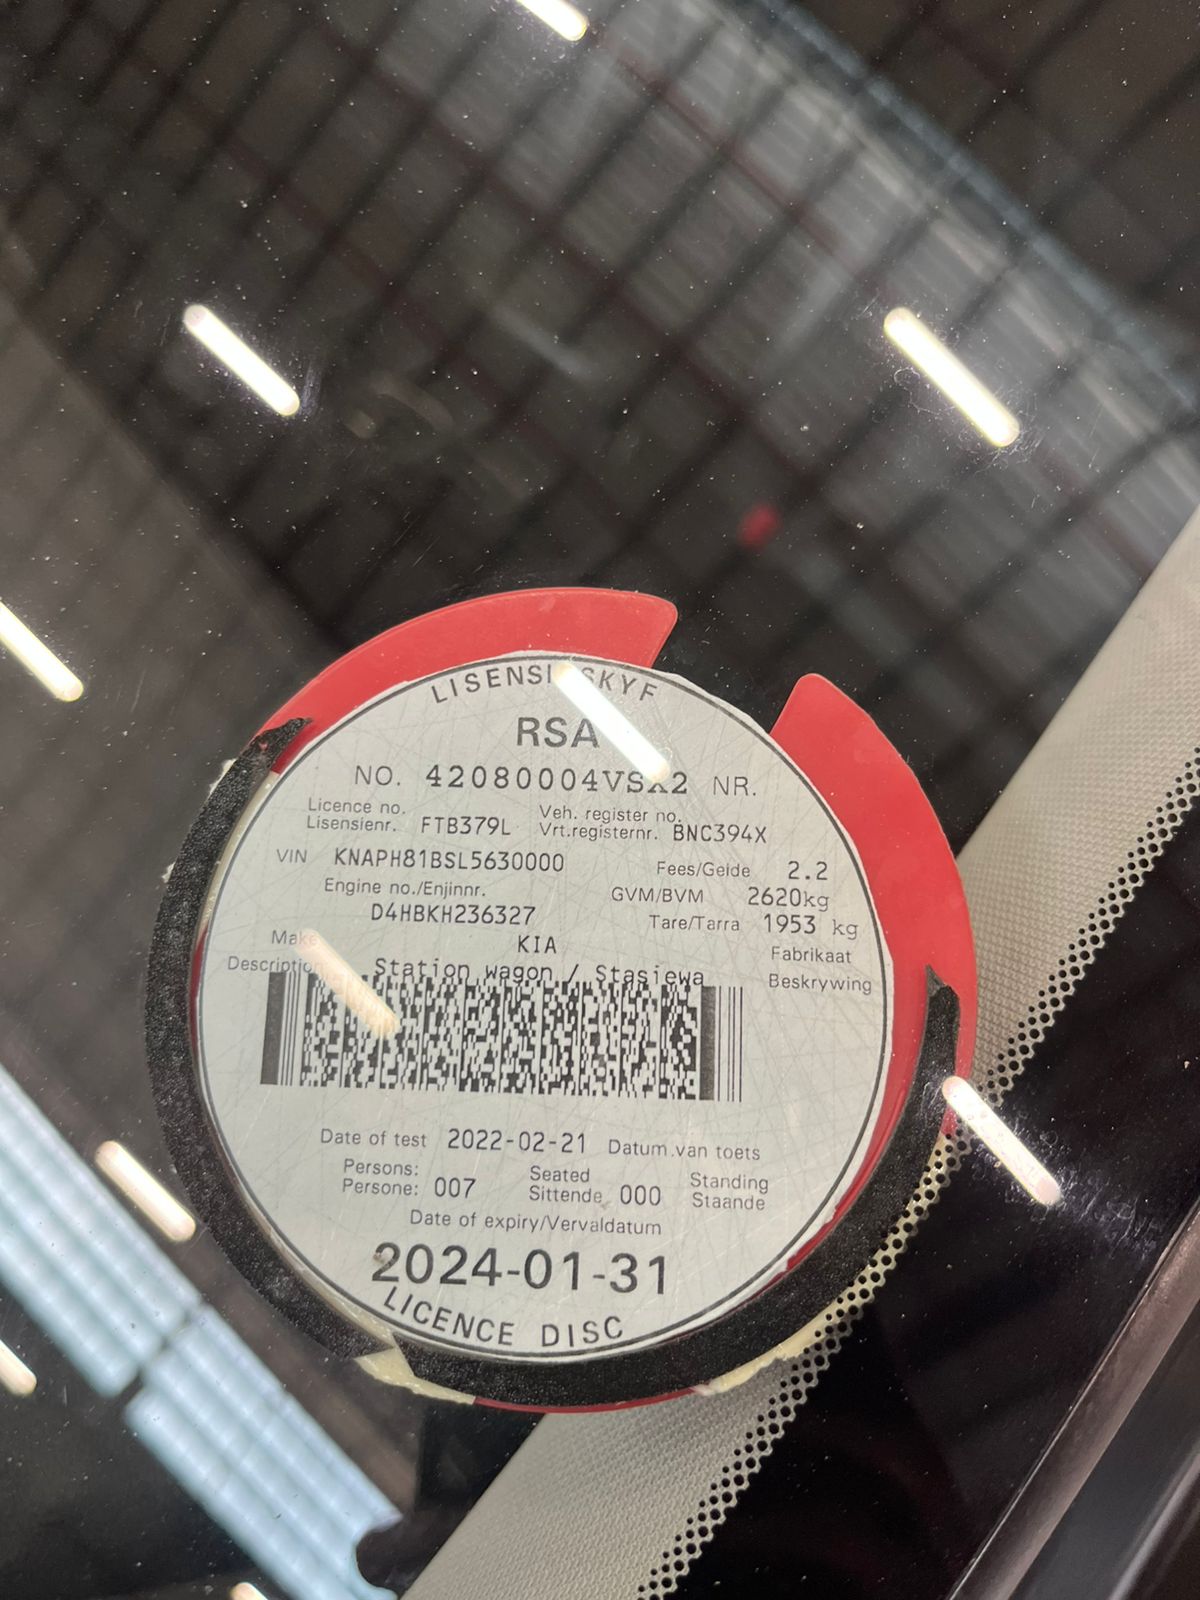 RSA
NO. NR.
Licence no. Veh. register no.
Lisensienr. FTB379L Vrt.registernr. BNC394X
VIN KNAPH81BSL5630000 Fees/Gelde 2.2
Engine no./Enjinnr. GVM/BVM 2620kg
D4HBKH236327 Tare/Tarra 1953 kg
Make KIA Fabrikaat
Station wagon / Stasiewa Beskrywing
Date of test 2022-02-21 Datum van toets
Persons: Seated Standing
Persone: 007 Sittende 000 Staande
Date of expiry/Vervaldatum
2024-01-31
LICENCE DISC